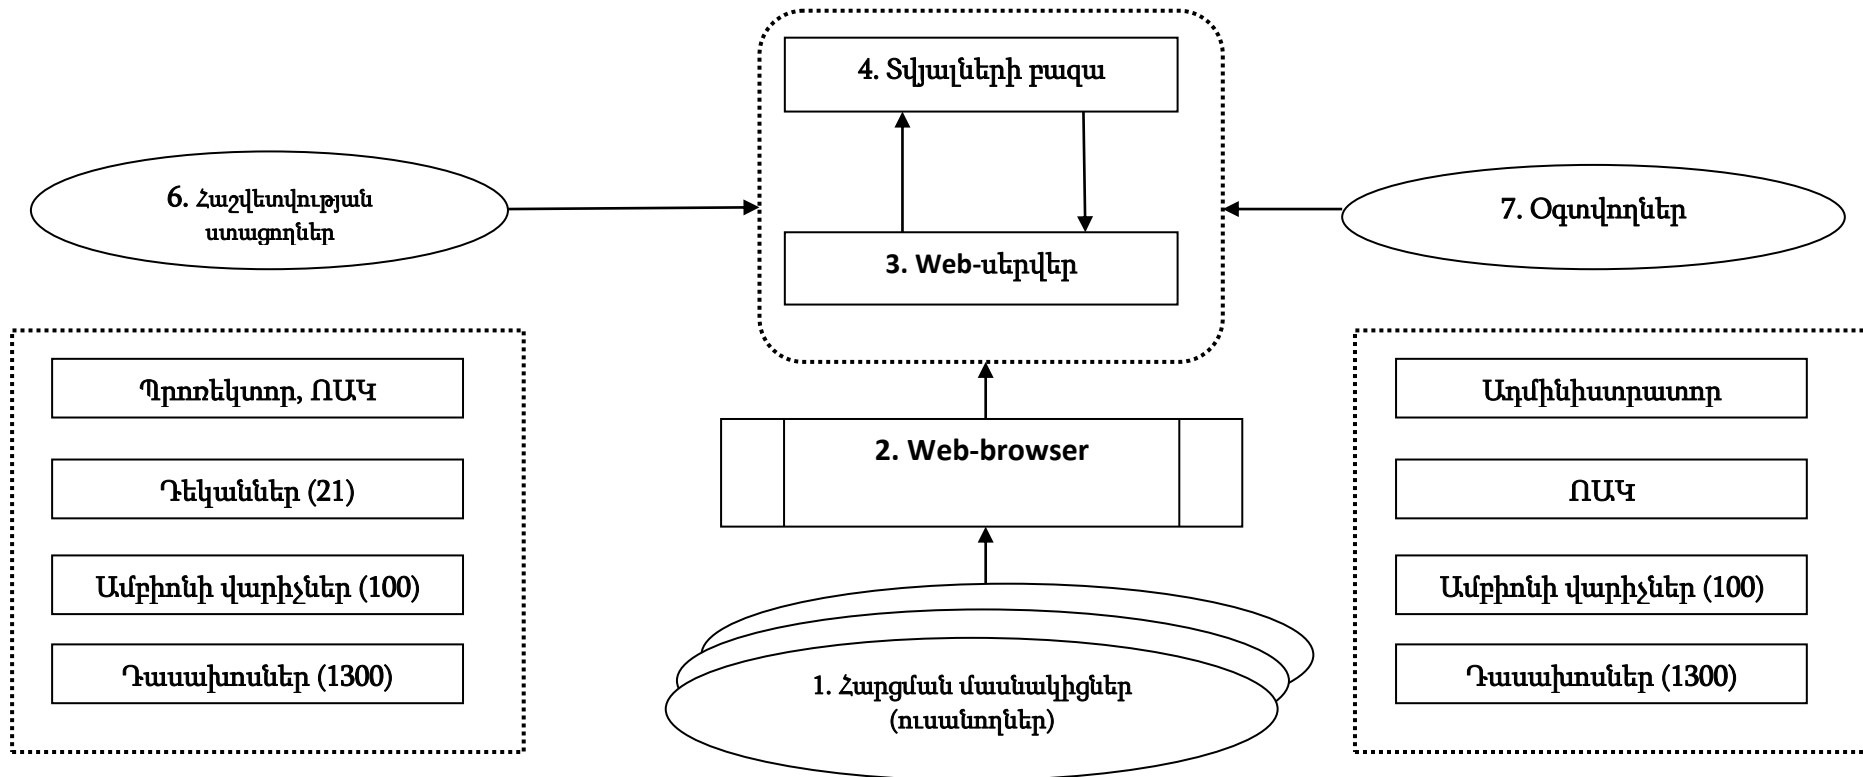 4. Տվյալների բազա
6. Հաշվետվության
ստացողներ
7. Օգտվողներ
3. Web-սերվեր
Պրոռեկտոր, ՈԱԿ
Դեկաններ (21)
Ամբիոնի վարիչներ (100)
Դասախոսներ (1300)
2. Web-browser
1. Հարցման մասնակիցներ
(ուսանողներ)
Ադմինիստրատոր
ՈԱԿ
Ամբիոնի վարիչներ (100)
Դասախոսներ (1300)